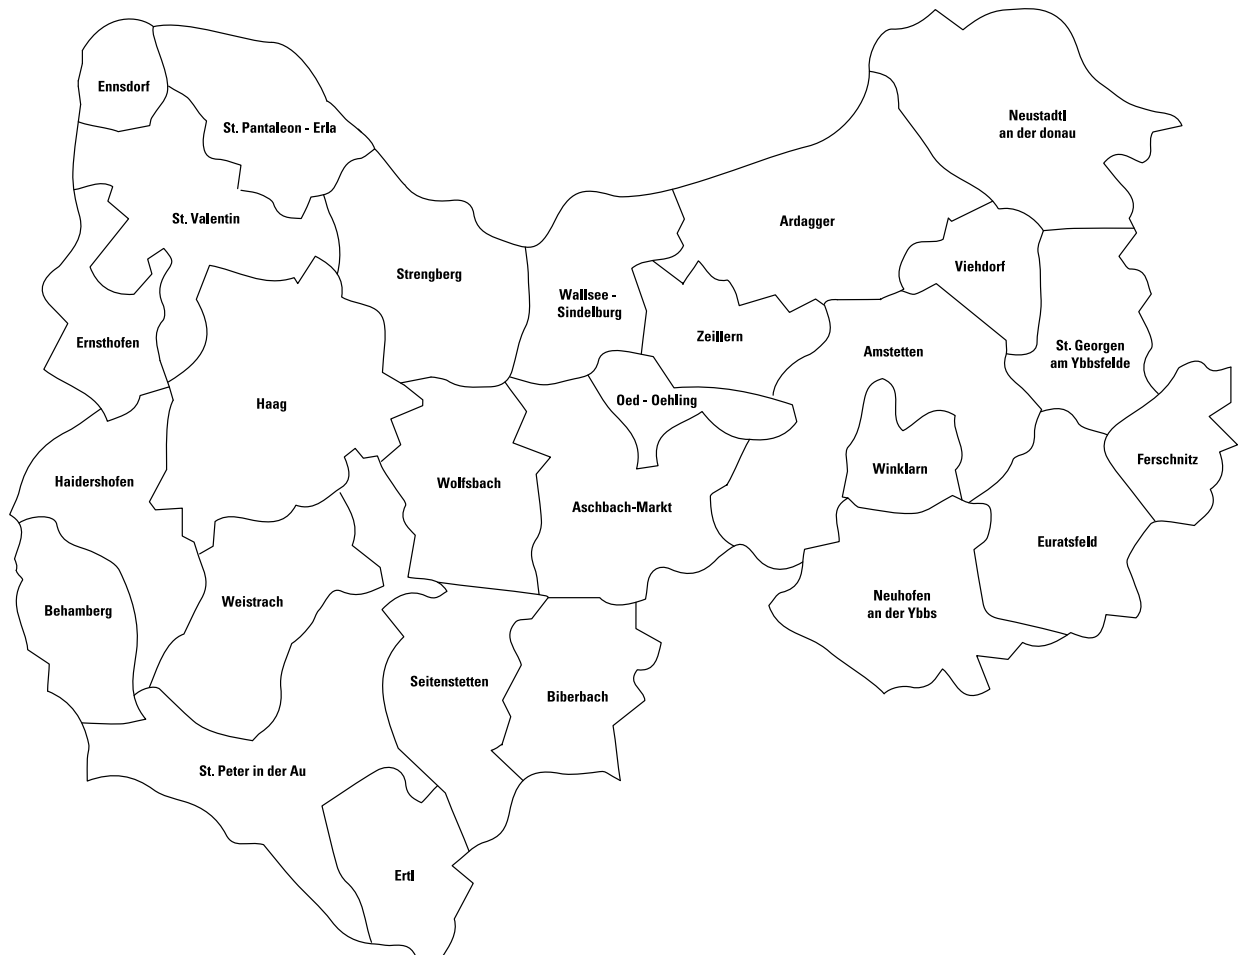 Ennsdorf
St. Pantaleon - Erla
Neustadtl
an der donau
St. Valentin
Ardagger
Strengberg
Viehdorf
Wallsee -
Sindelburg
Ernsthofen
Zeillern
Amstetten
St. Georgen
am Ybbsfelde
Haag
Oed - Oehling
Ferschnitz
Haidershofen
Wolfsbach
Winklarn
Aschbach-Markt
Euratsfeld
Behamberg
Weistrach
Neuhofen
an der Ybbs
Seitenstetten
Biberbach
St. Peter in der Au
Ertl